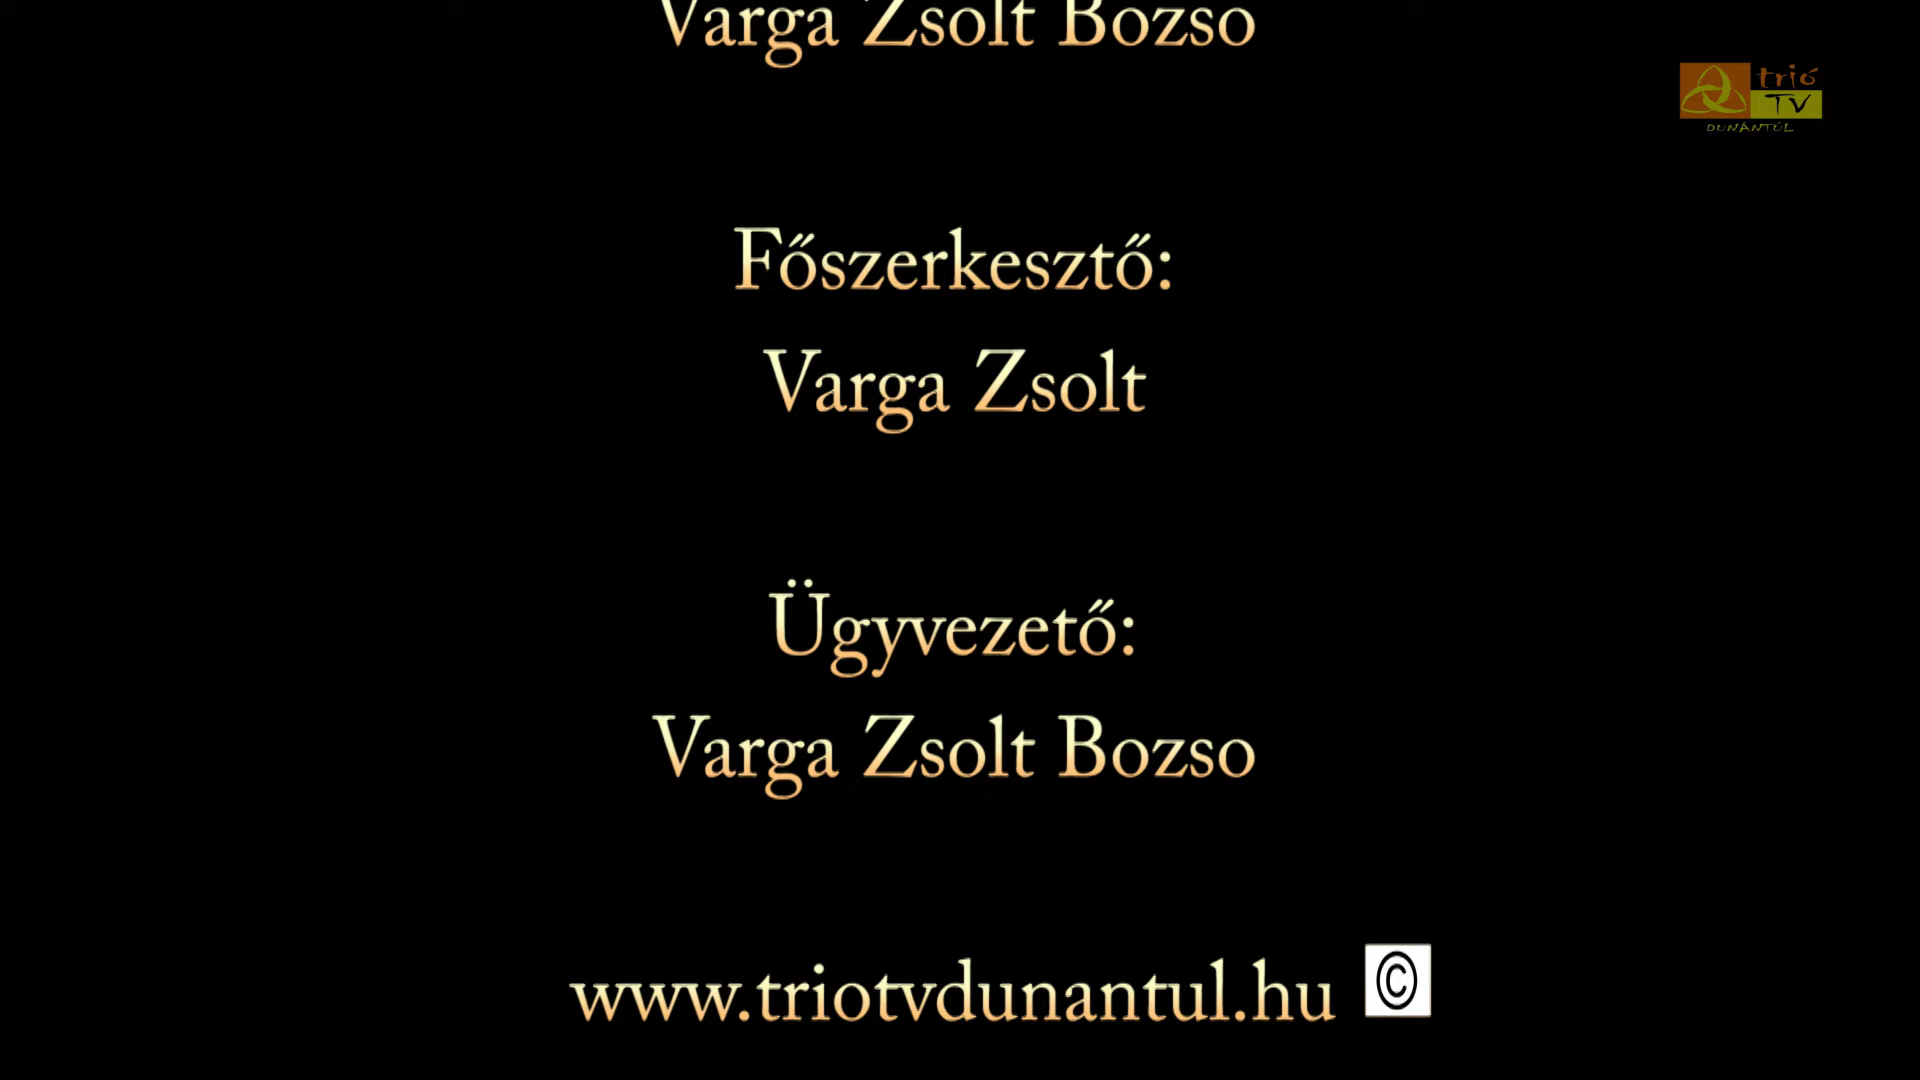 Varga Zsolt Bozso
trió
TV
DUNÁNTÚL
Főszerkesztő:
Varga Zsolt
Ügyvezető:
Varga Zsolt Bozso
www.triotvdunantul.hu ©